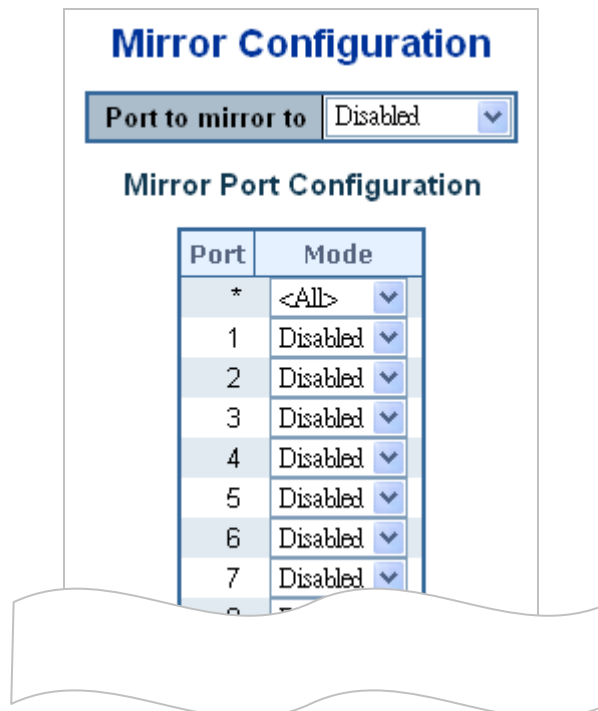 Mirror Configuration
Port to mirror to Disabled
Mirror Port Configuration
Port Mode
* <All>
1 Disabled
2 Disabled
3 Disabled
4 Disabled
5 Disabled
6 Disabled
7 Disabled